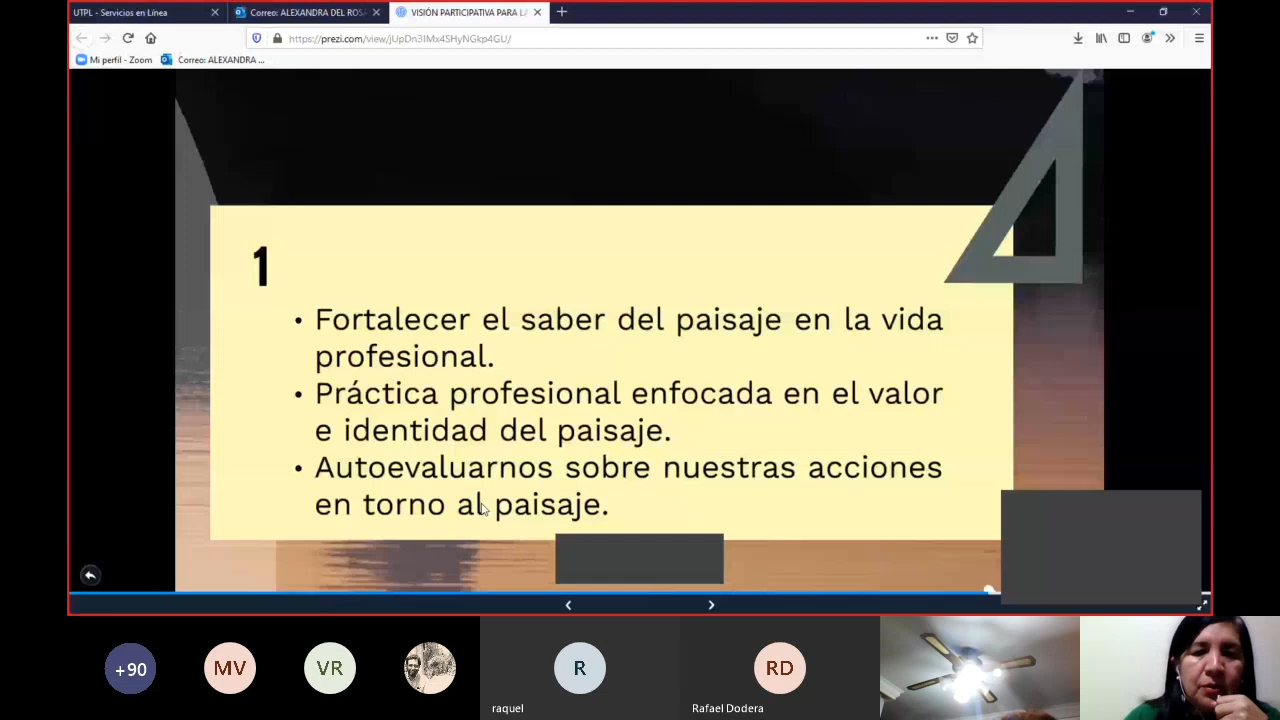 UTPL - Servicios en Línea
Correo: ALEXANDRA DEL ROS
VISIÓN PARTICIPATIVA PARA LA
https://prezi.com/view/jUpDn3IMx4SHyNGkp4GU/
Mi perfil - Zoom
Correo: ALEXANDRA ...
1
• Fortalecer el saber del paisaje en la vida
profesional.
• Práctica profesional enfocada en el valor
e identidad del paisaje.
• Autoevaluarnos sobre nuestras acciones
en torno al paisaje.
+90
MV
VR
R
RD
raquel
Rafael Dodera